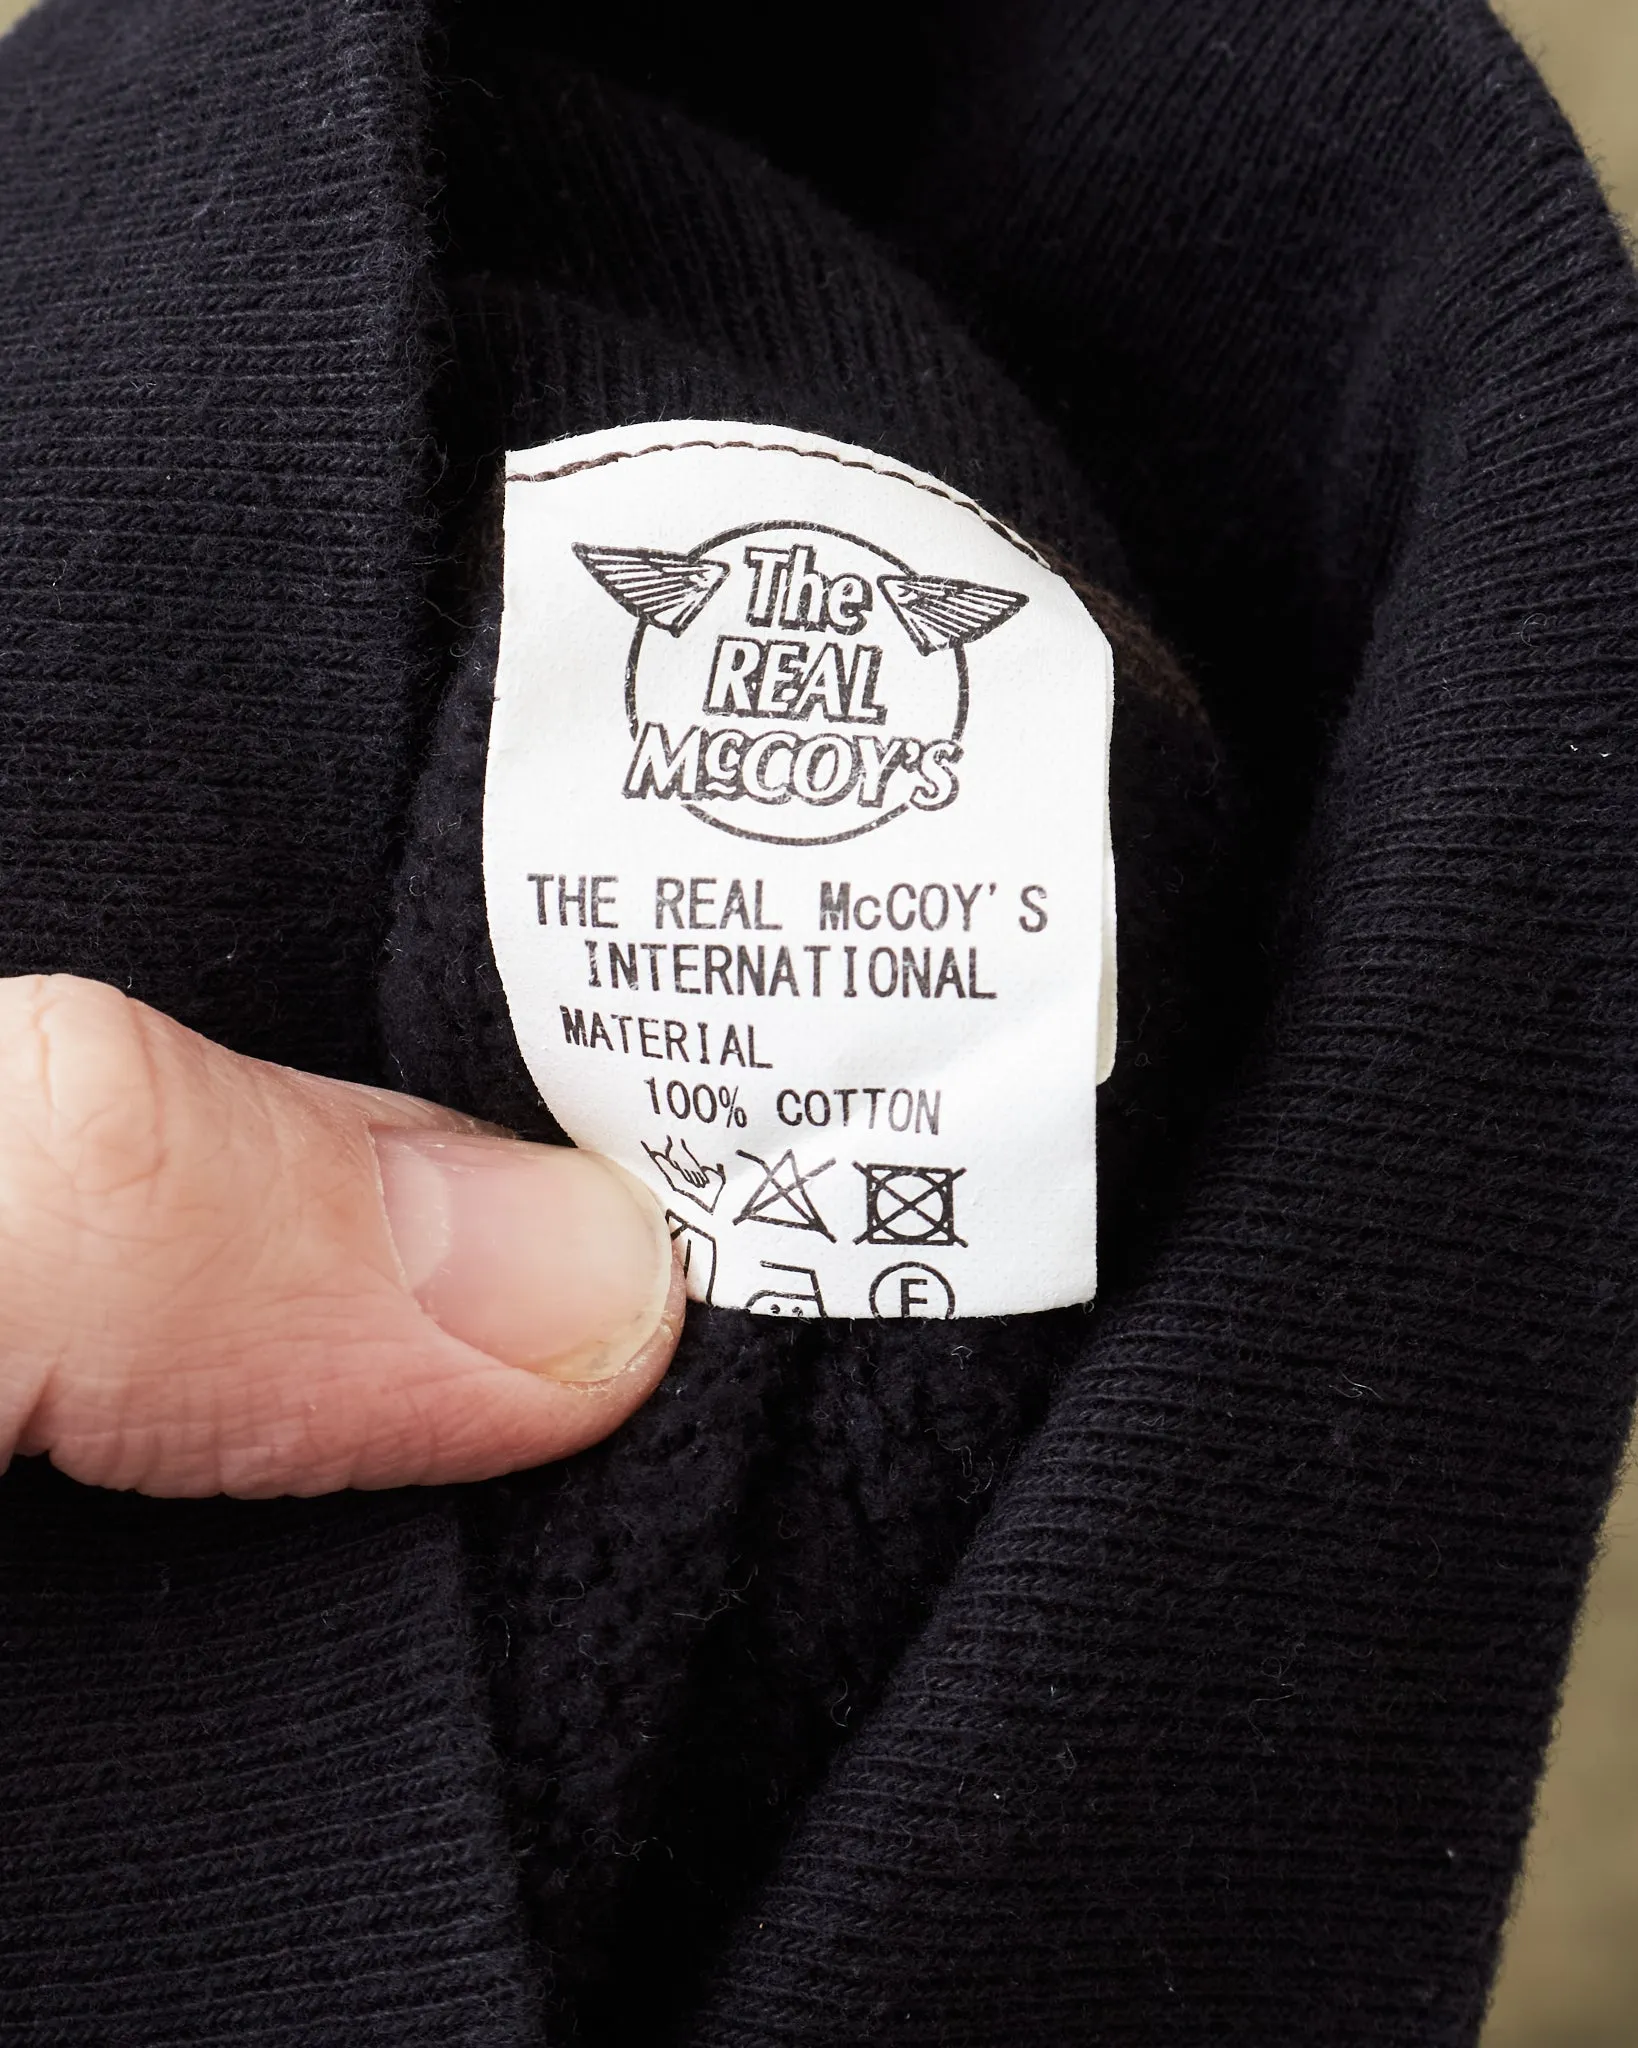 The
REAL
McCOY'S
THE REAL McCOY'S
INTERNATIONAL
MATERIAL
100% COTTON
F